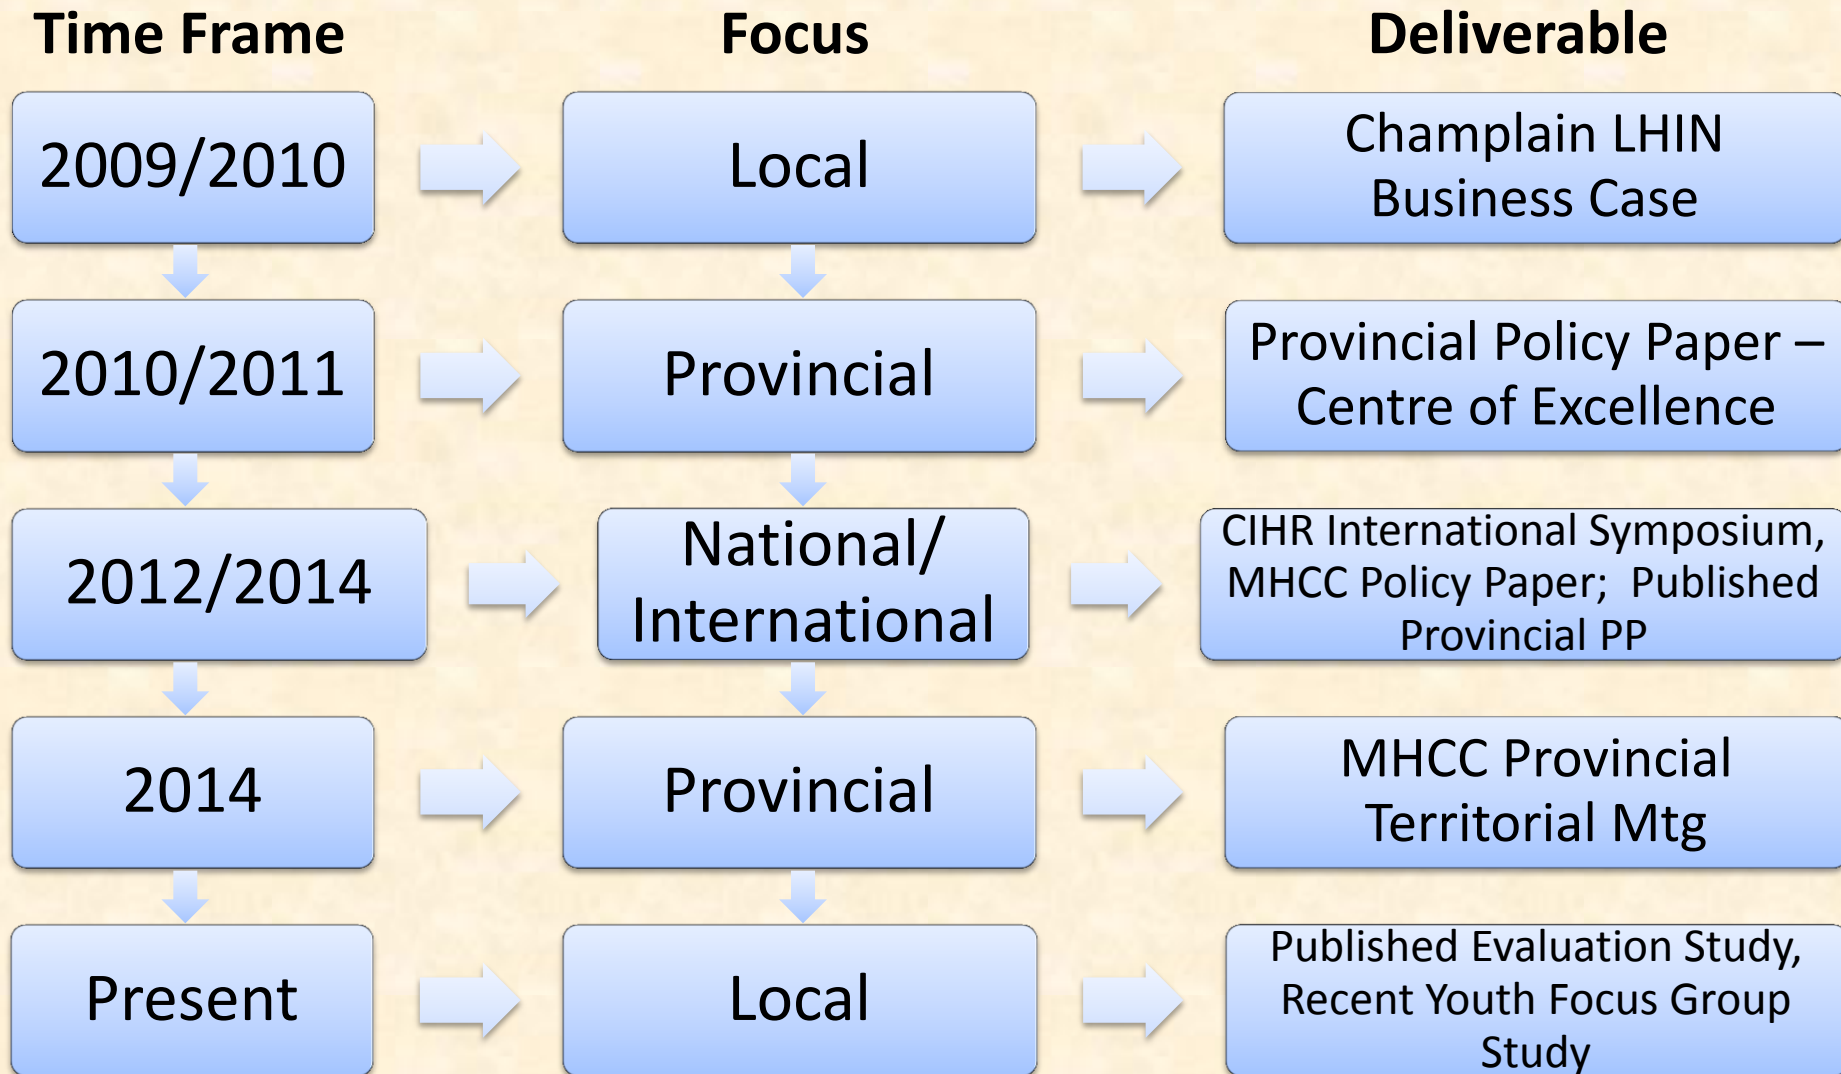 Time Frame Focus Deliverable
2009/2010 Local Champlain LHIN
Business Case
2010/2011 Provincial Provincial Policy Paper –
Centre of Excellence
2012/2014 National/
International CIHR International Symposium,
MHCC Policy Paper; Published
Provincial PP
2014 Provincial MHCC Provincial
Territorial Mtg
Present Local Published Evaluation Study,
Recent Youth Focus Group
Study